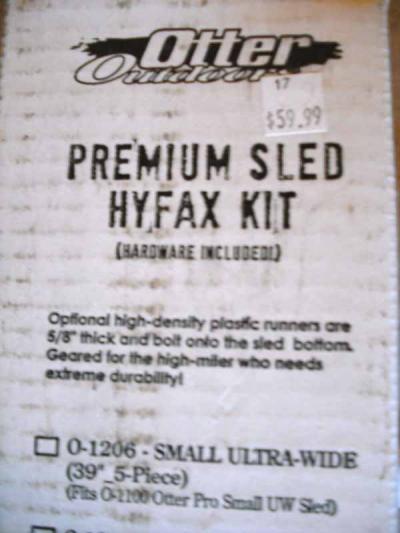 Otter
Outdoors
17
$59.99
PREMIUM SLED
HYFAX KIT
(HARDWARE INCLUDED!)
Optional high-density plastic runners are
5/8" thick and bolt onto the sled bottom.
Geared for the high-miler who needs
extreme durability!
O-1206 - SMALL ULTRA-WIDE
(39"_5-Piece)
(Fits O-1100 Otter Pro Small UW Sled)